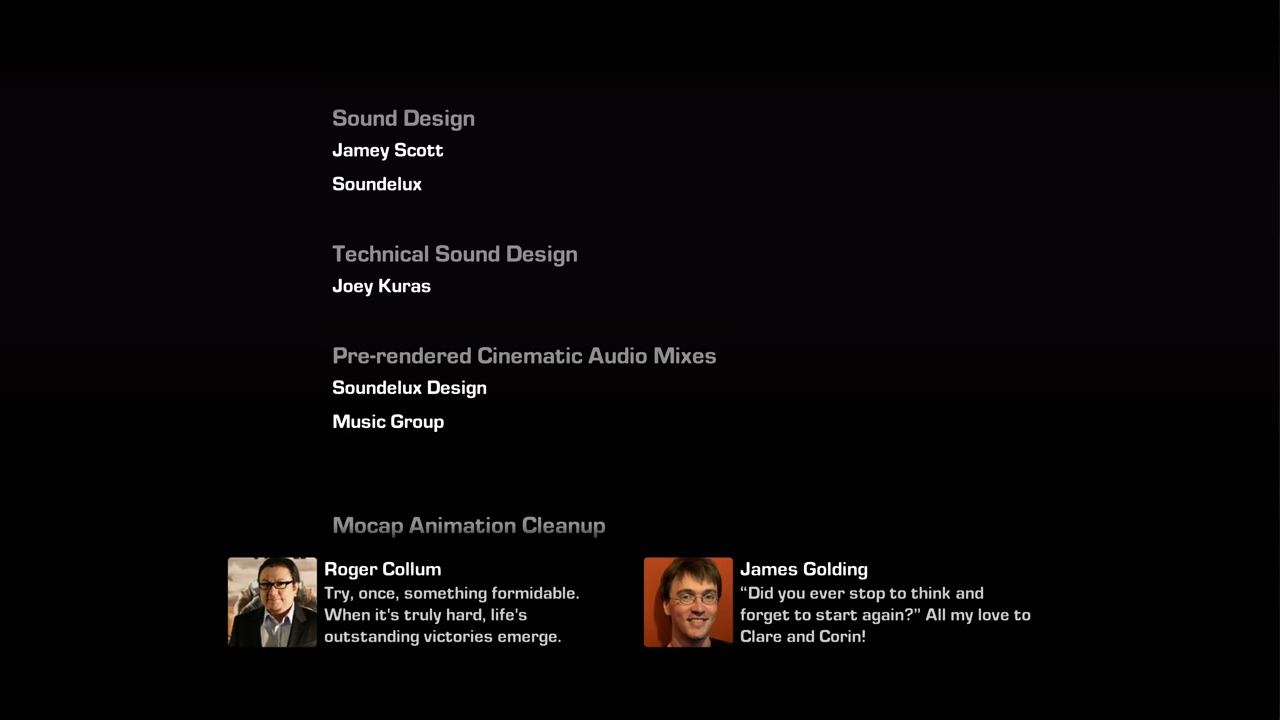 Sound Design
Jamey Scott
Soundelux
Technical Sound Design
Joey Kuras
Pre-rendered Cinematic Audio Mixes
Soundelux Design
Music Group
Mocap Animation Cleanup
Roger Collum
Try, once, something formidable.
When it's truly hard, life's
outstanding victories emerge.
James Golding
“Did you ever stop to think and
forget to start again?” All my love to
Clare and Corin!